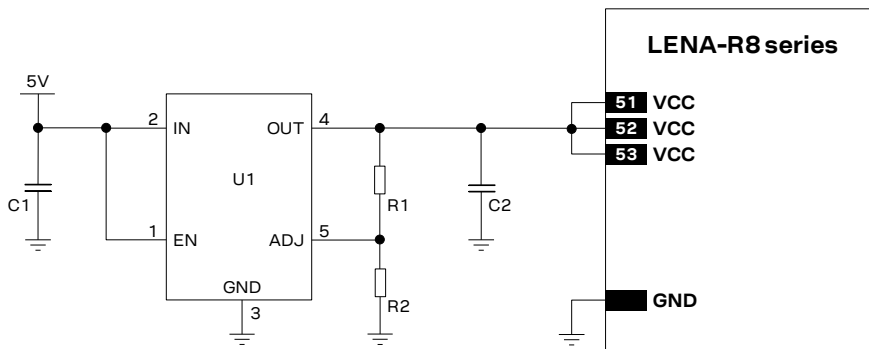 LENA-R8 series
5V
51 VCC
2 IN OUT 4
52 VCC
53 VCC
U1
C1 R1 C2
1 EN ADJ 5
GND
3
R2
GND